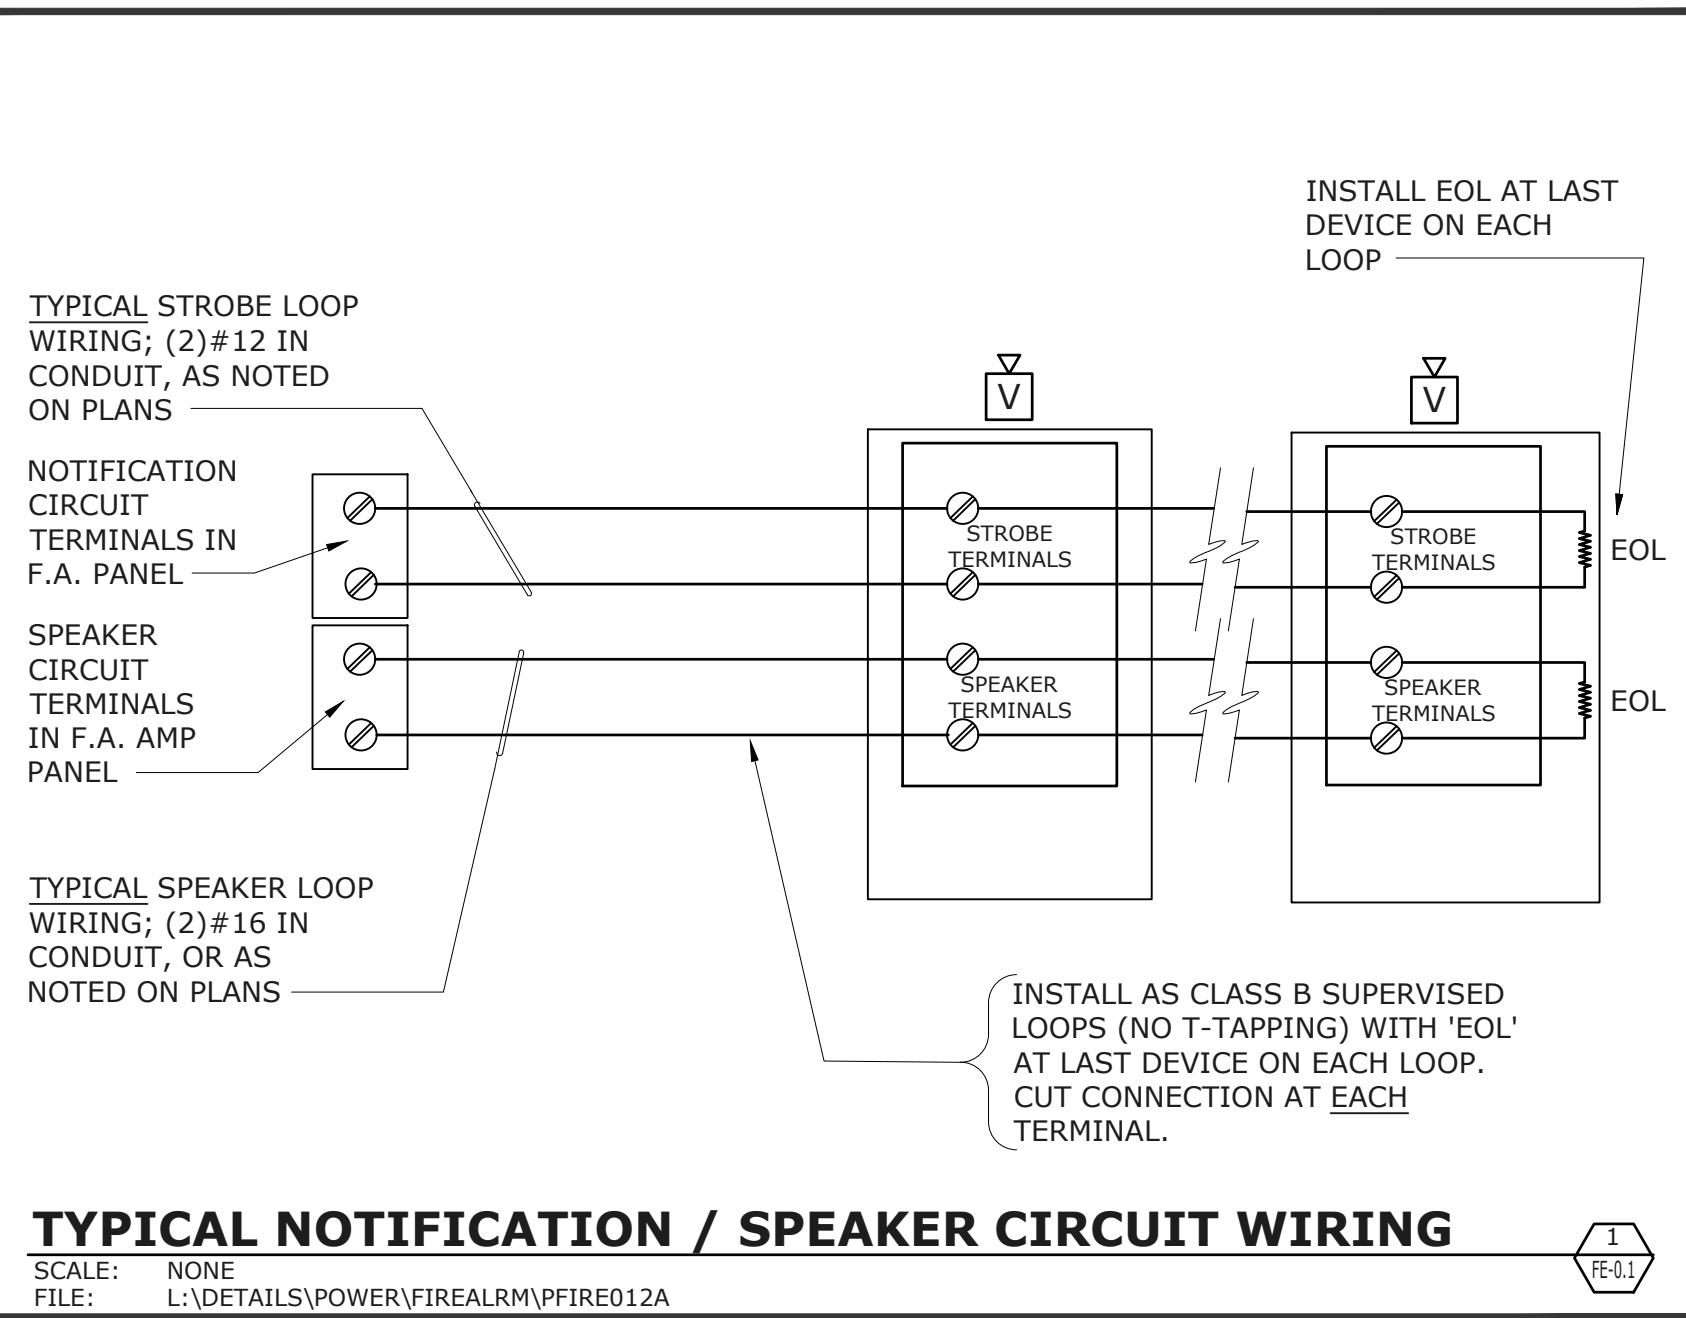 INSTALL EOL AT LAST
DEVICE ON EACH
LOOP
TYPICAL STROBE LOOP
WIRING; (2)#12 IN
CONDUIT, AS NOTED
ON PLANS
V
V
NOTIFICATION
CIRCUIT
TERMINALS IN
F.A. PANEL
STROBE
TERMINALS
STROBE
TERMINALS
EOL
SPEAKER
CIRCUIT
TERMINALS
IN F.A. AMP
PANEL
SPEAKER
TERMINALS
SPEAKER
TERMINALS
EOL
TYPICAL SPEAKER LOOP
WIRING; (2)#16 IN
CONDUIT, OR AS
NOTED ON PLANS
INSTALL AS CLASS B SUPERVISED
LOOPS (NO T-TAPPING) WITH 'EOL'
AT LAST DEVICE ON EACH LOOP.
CUT CONNECTION AT EACH
TERMINAL.
TYPICAL NOTIFICATION / SPEAKER CIRCUIT WIRING
1
FE-0.1
SCALE: NONE
FILE: L:\DETAILS\POWER\FIREALRM\PFIRE012A